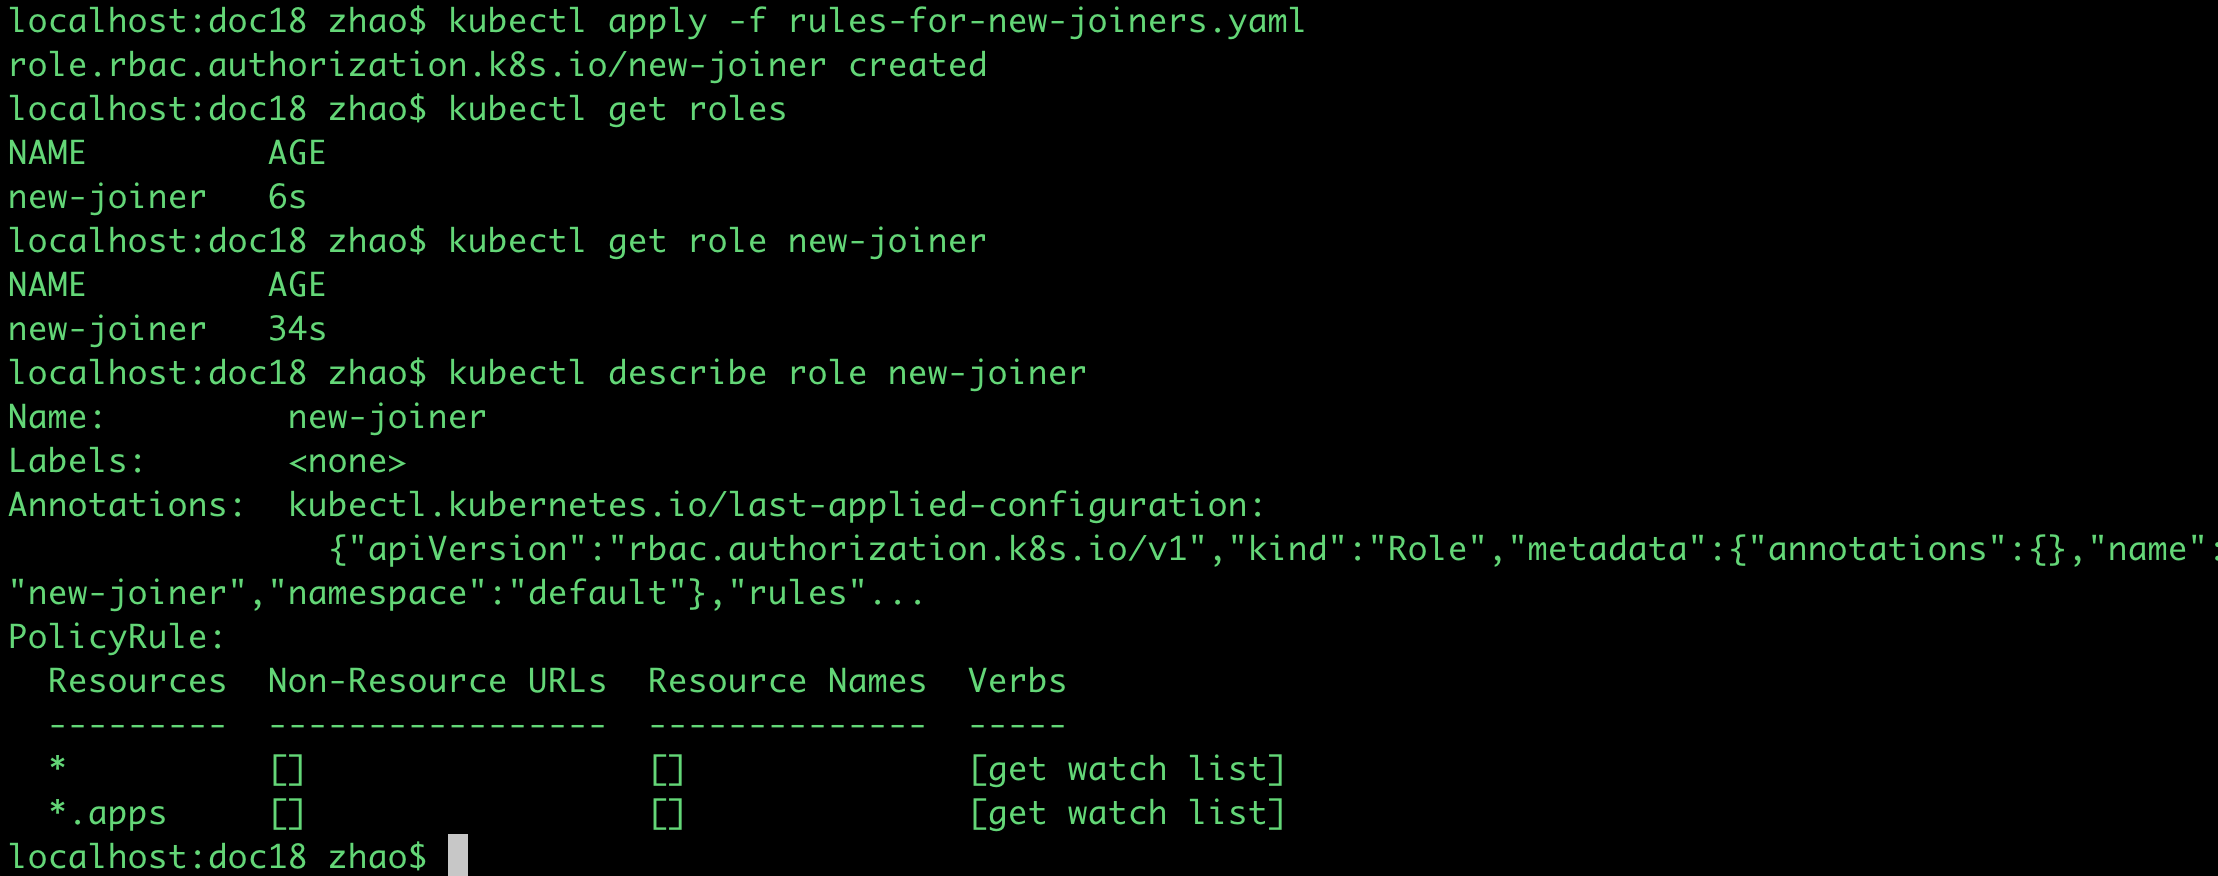 localhost:doc18 zhao$ kubectl apply -f rules-for-new-joiners.yaml
role.rbac.authorization.k8s.io/new-joiner created
localhost:doc18 zhao$ kubectl get roles
NAME         AGE
new-joiner   6s
localhost:doc18 zhao$ kubectl get role new-joiner
NAME         AGE
new-joiner   34s
localhost:doc18 zhao$ kubectl describe role new-joiner
Name:         new-joiner
Labels:       <none>
Annotations:  kubectl.kubernetes.io/last-applied-configuration:
                {"apiVersion":"rbac.authorization.k8s.io/v1","kind":"Role","metadata":{"annotations":{},"name":
"new-joiner","namespace":"default"},"rules"...
PolicyRule:
  Resources  Non-Resource URLs  Resource Names  Verbs
  ---------  -----------------  --------------  -----
  *          []                 []              [get watch list]
  *.apps     []                 []              [get watch list]
localhost:doc18 zhao$